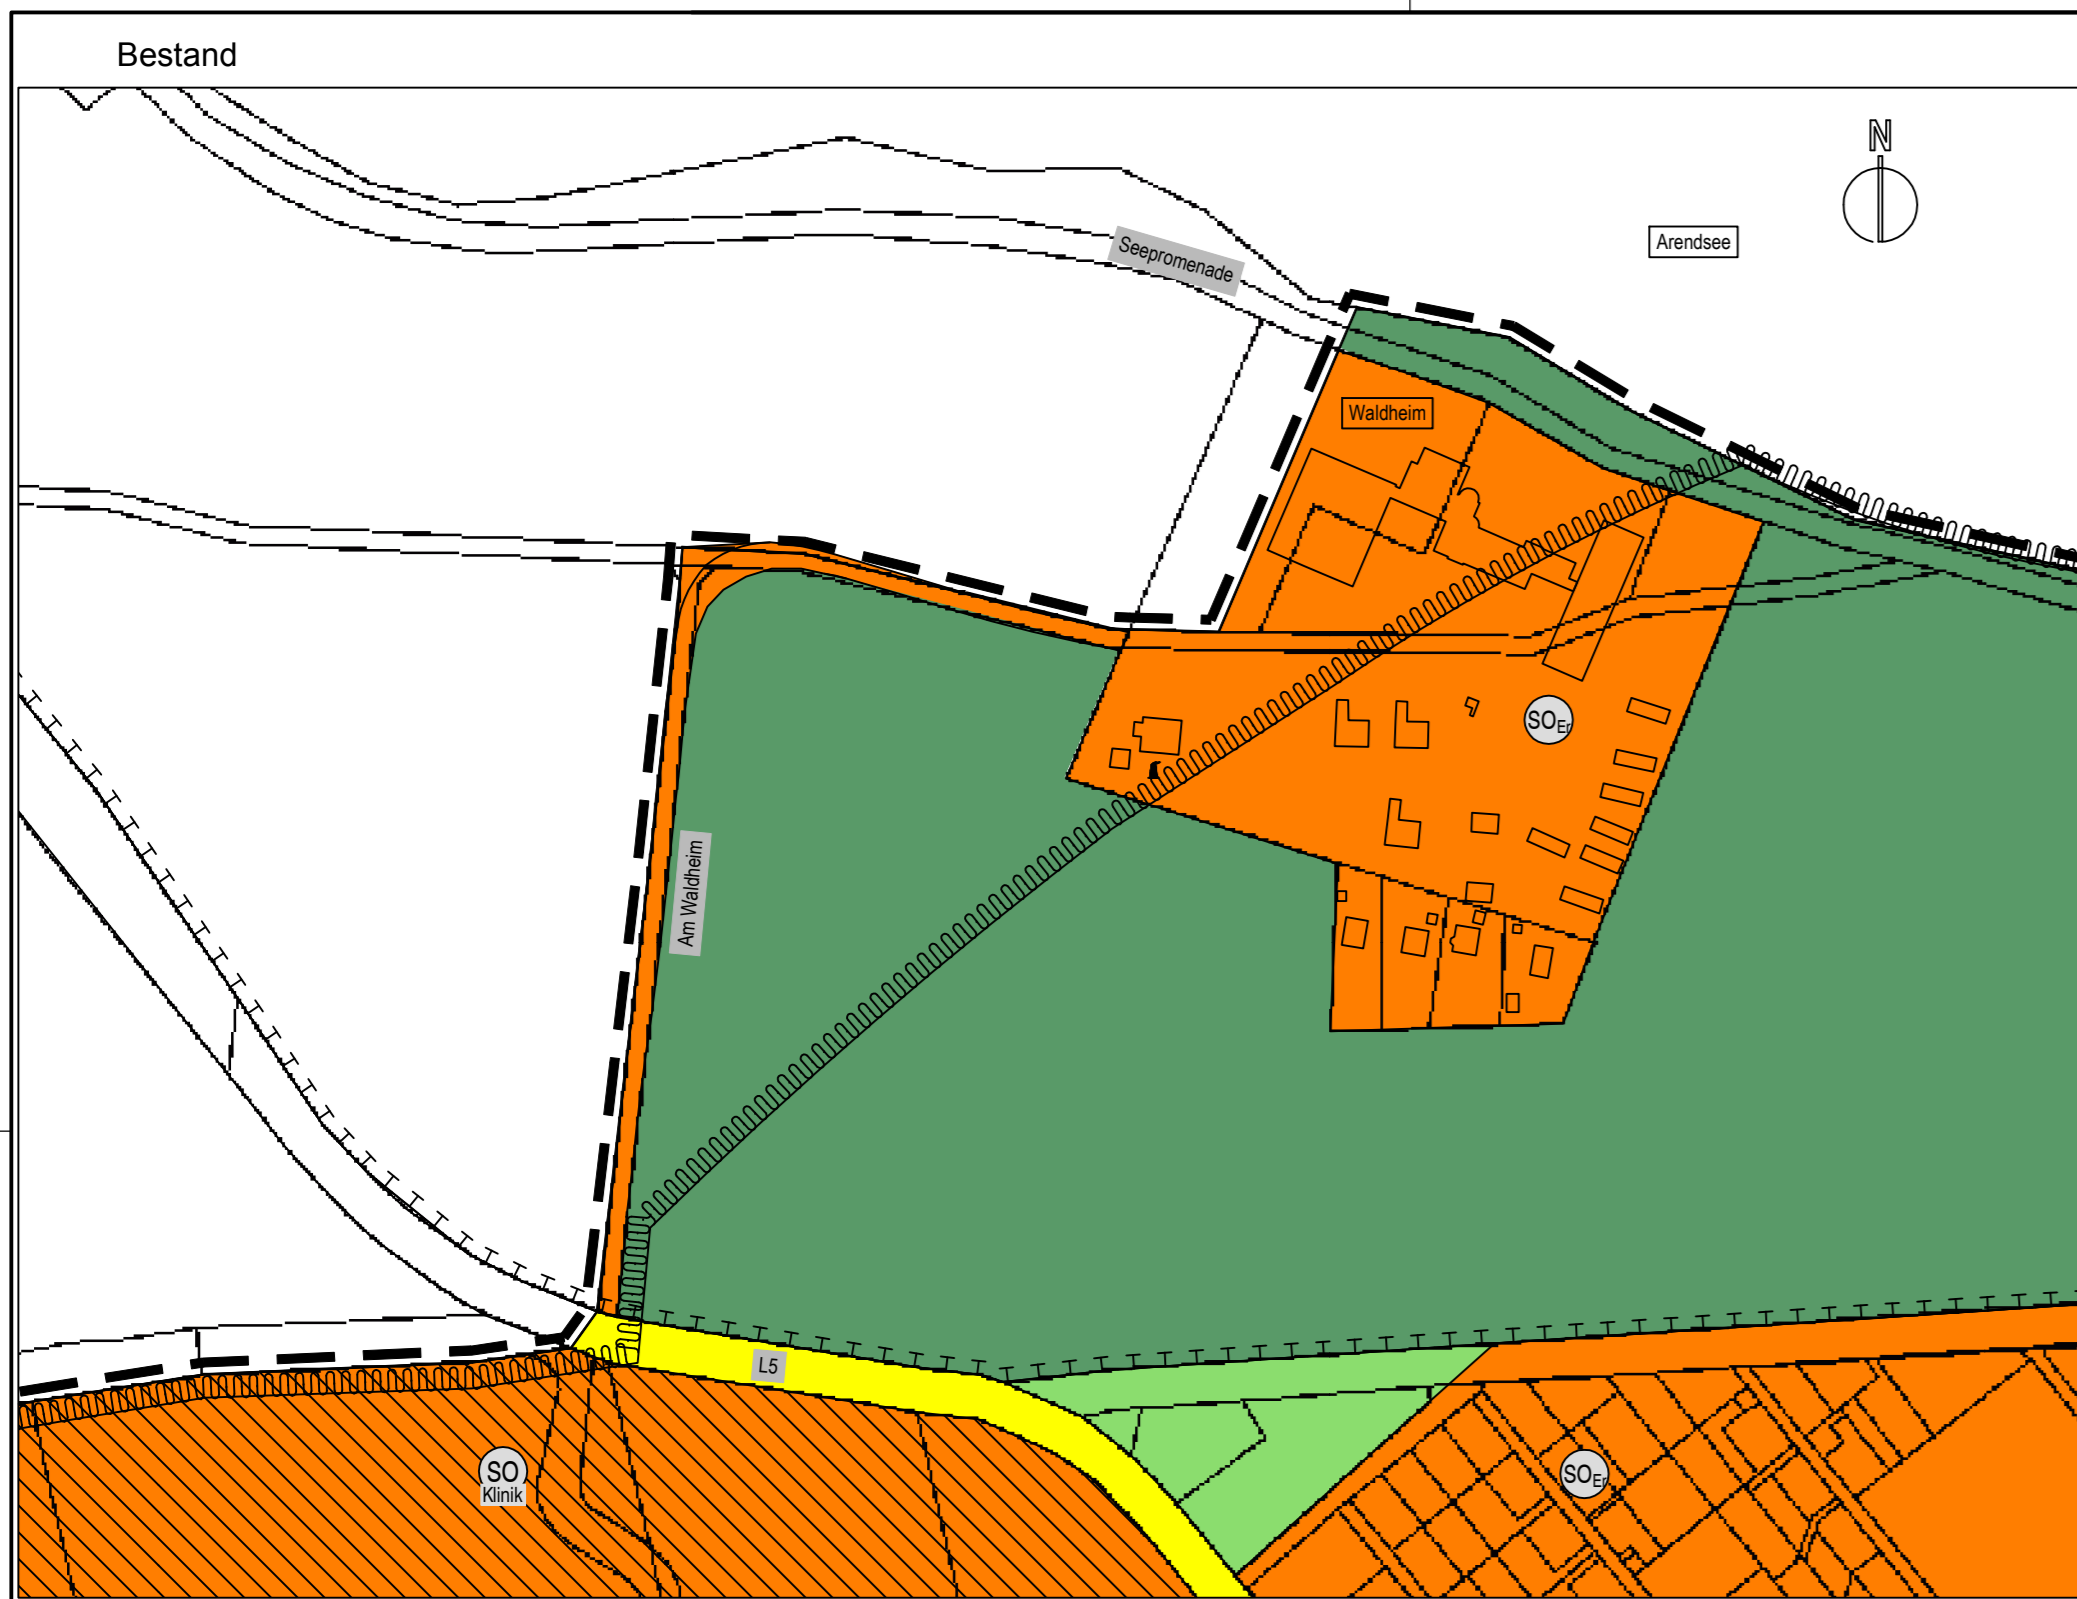 Bestand
N
Arendsee
Seepromenade
Waldheim
SOEr
Am Waldheim
L5
SO
Klinik
SOEr